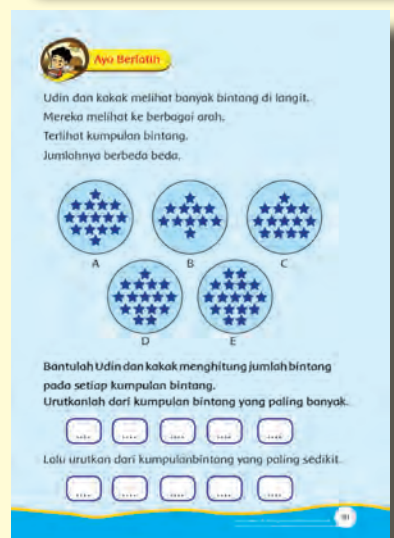 Ayo Berlatih
Udin dan kakak melihat banyak bintang di langit.
Mereka melihat ke berbagai arah.
Terlihat kumpulan bintang.
Jumlahnya berbeda beda.
A B C
D E
Bantulah Udin dan kakak menghitung jumlah bintang
pada setiap kumpulan bintang.
Urutkanlah dari kumpulan bintang yang paling banyak.
.... .... .... .... ....
Lalu urutkan dari kumpulanbintang yang paling sedikit.
.... .... .... .... ....